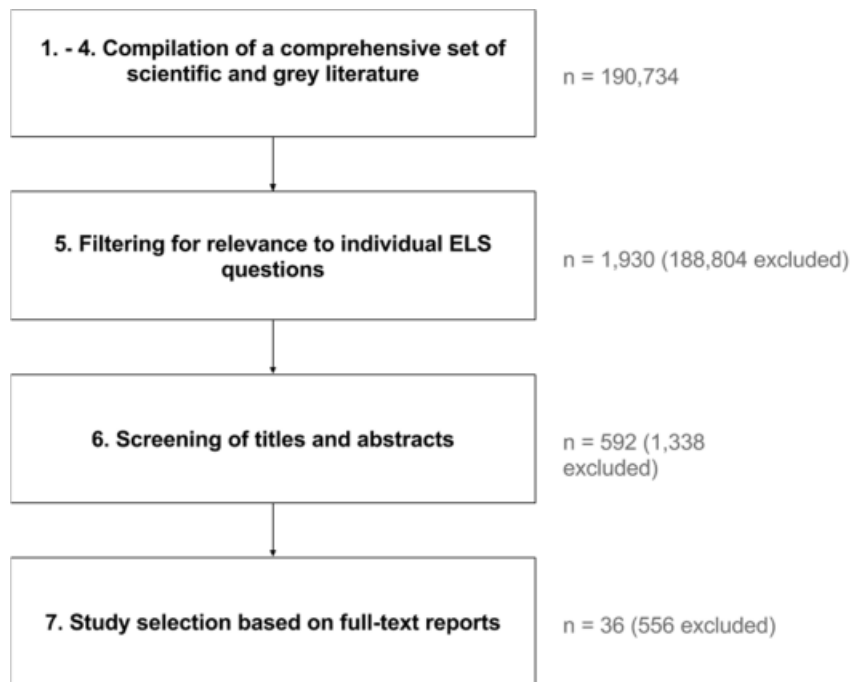 1. - 4. Compilation of a comprehensive set of
scientific and grey literature
n = 190,734
5. Filtering for relevance to individual ELS
questions
n = 1,930 (188,804 excluded)
6. Screening of titles and abstracts
n = 592 (1,338
excluded)
7. Study selection based on full-text reports
n = 36 (556 excluded)